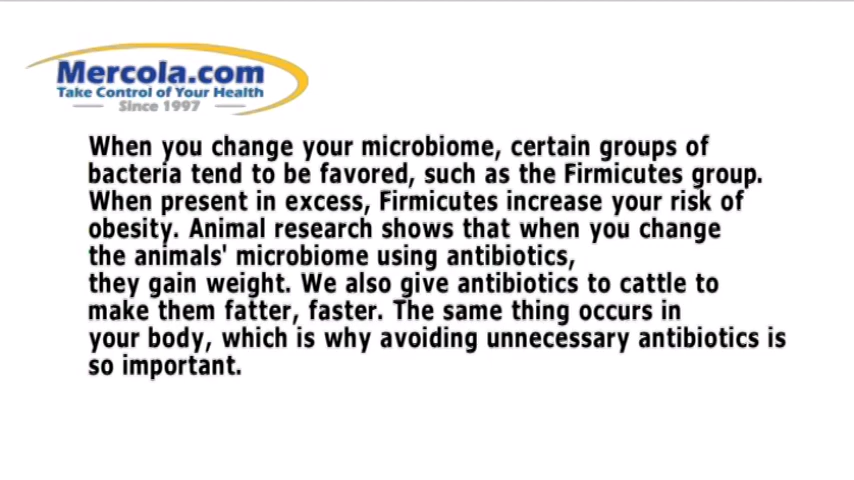 Mercola.com
Take Control of Your Health
Since 1997
When you change your microbiome, certain groups of
bacteria tend to be favored, such as the Firmicutes group.
When present in excess, Firmicutes increase your risk of
obesity. Animal research shows that when you change
the animals' microbiome using antibiotics,
they gain weight. We also give antibiotics to cattle to
make them fatter, faster. The same thing occurs in
your body, which is why avoiding unnecessary antibiotics is
so important.